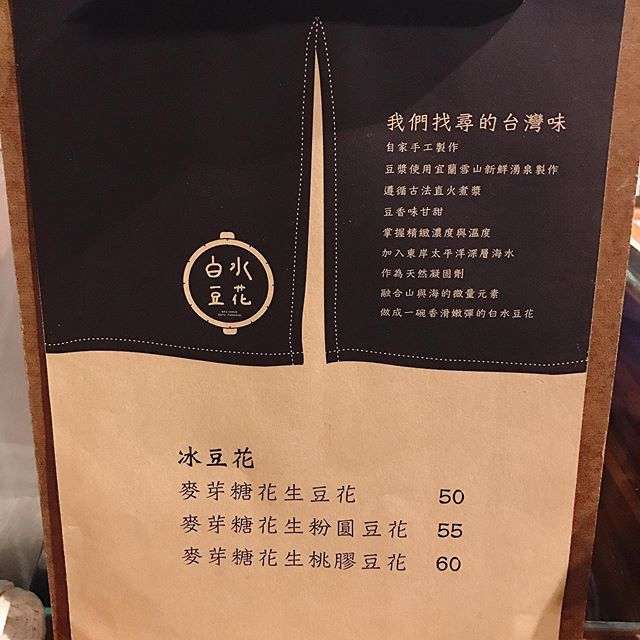 我們找尋的台灣味
自家手工製作
豆漿使用宜蘭雪山新鮮湧泉製作
遵循古法直火煮漿
豆香味甘甜
掌握精緻濃度與溫度
加入東岸太平洋深層海水
作為天然凝固劑
融合山與海的微量元素
做成一碗香滑嫩彈的白水豆花
白水
豆花
冰豆花
麥芽糖花生豆花 50
麥芽糖花生粉圓豆花 55
麥芽糖花生桃膠豆花 60